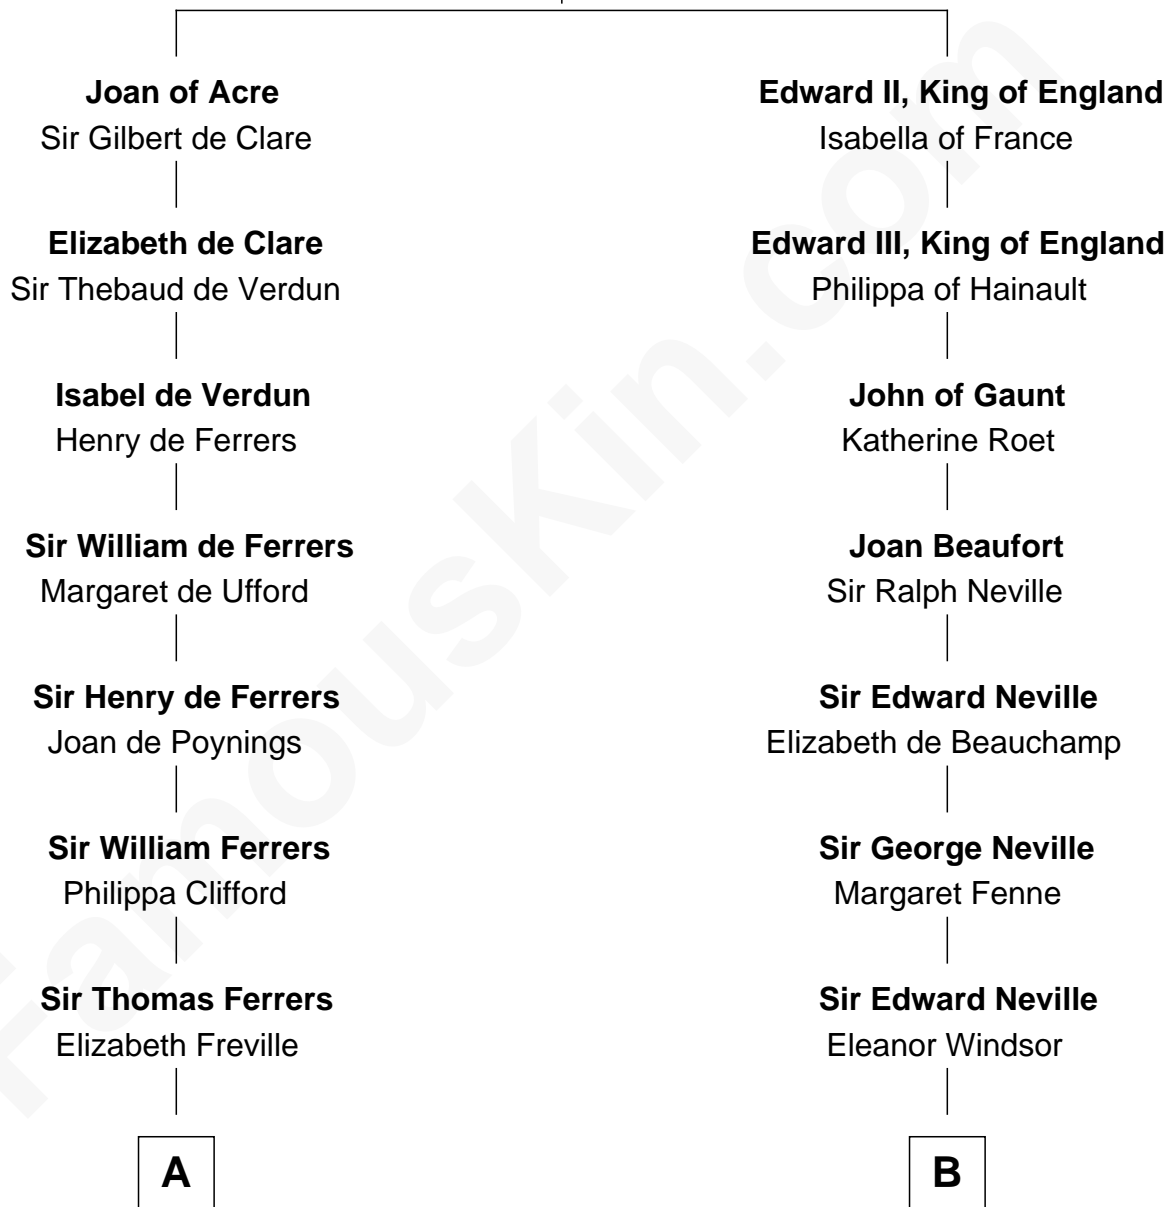 Joan of Acre
Sir Gilbert de Clare
Elizabeth de Clare
Sir Thebaud de Verdun
Isabel de Verdun
Henry de Ferrers
Sir William de Ferrers
Margaret de Ufford
Sir Henry de Ferrers
Joan de Poynings
Sir William Ferrers
Philippa Clifford
Sir Thomas Ferrers
Elizabeth Freville
A
Edward II, King of England
Isabella of France
Edward III, King of England
Philippa of Hainault
John of Gaunt
Katherine Roet
Joan Beaufort
Sir Ralph Neville
Sir Edward Neville
Elizabeth de Beauchamp
Sir George Neville
Margaret Fenne
Sir Edward Neville
Eleanor Windsor
B
FamousKin.com